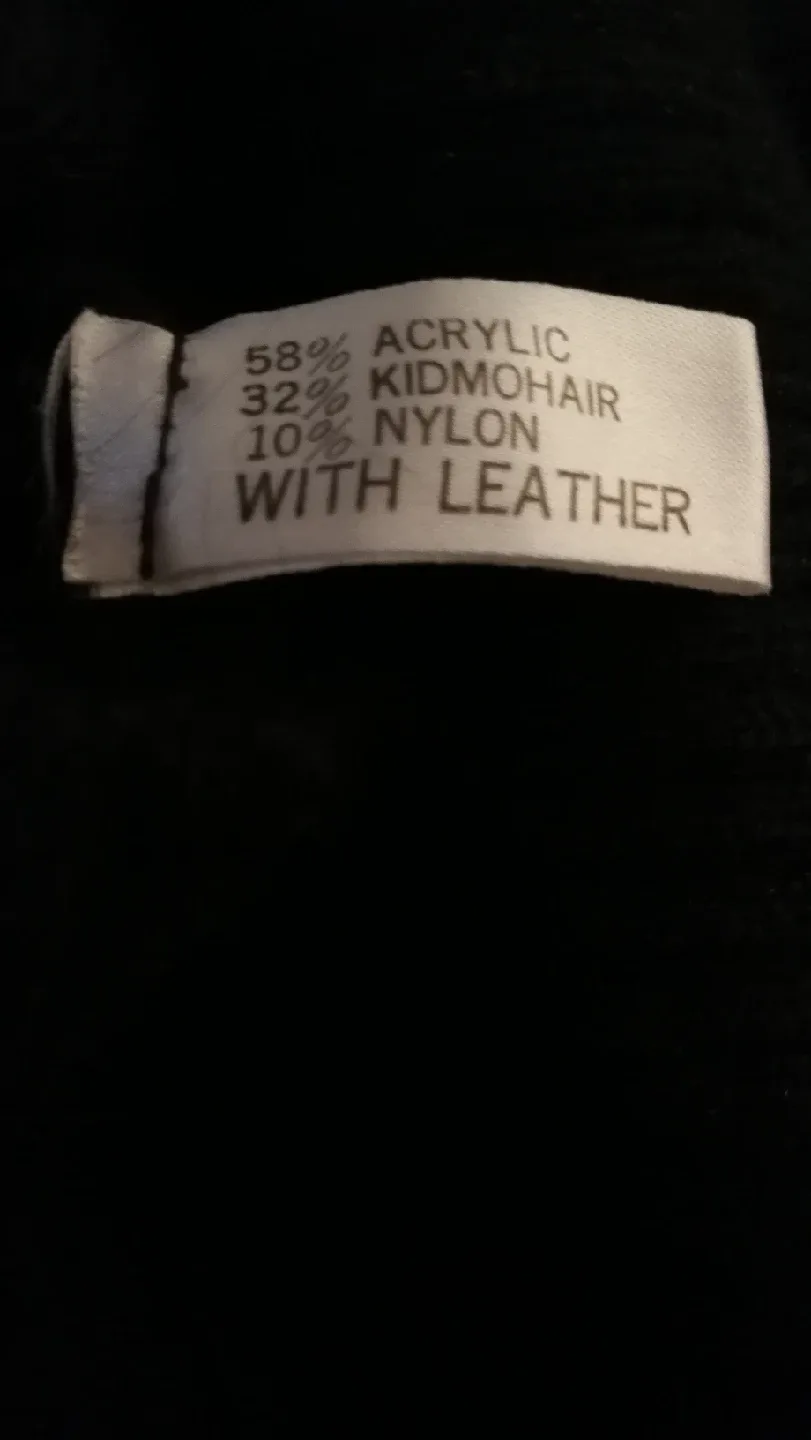 58% ACRYLIC
32% KIDMOHAIR
10% NYLON
WITH LEATHER